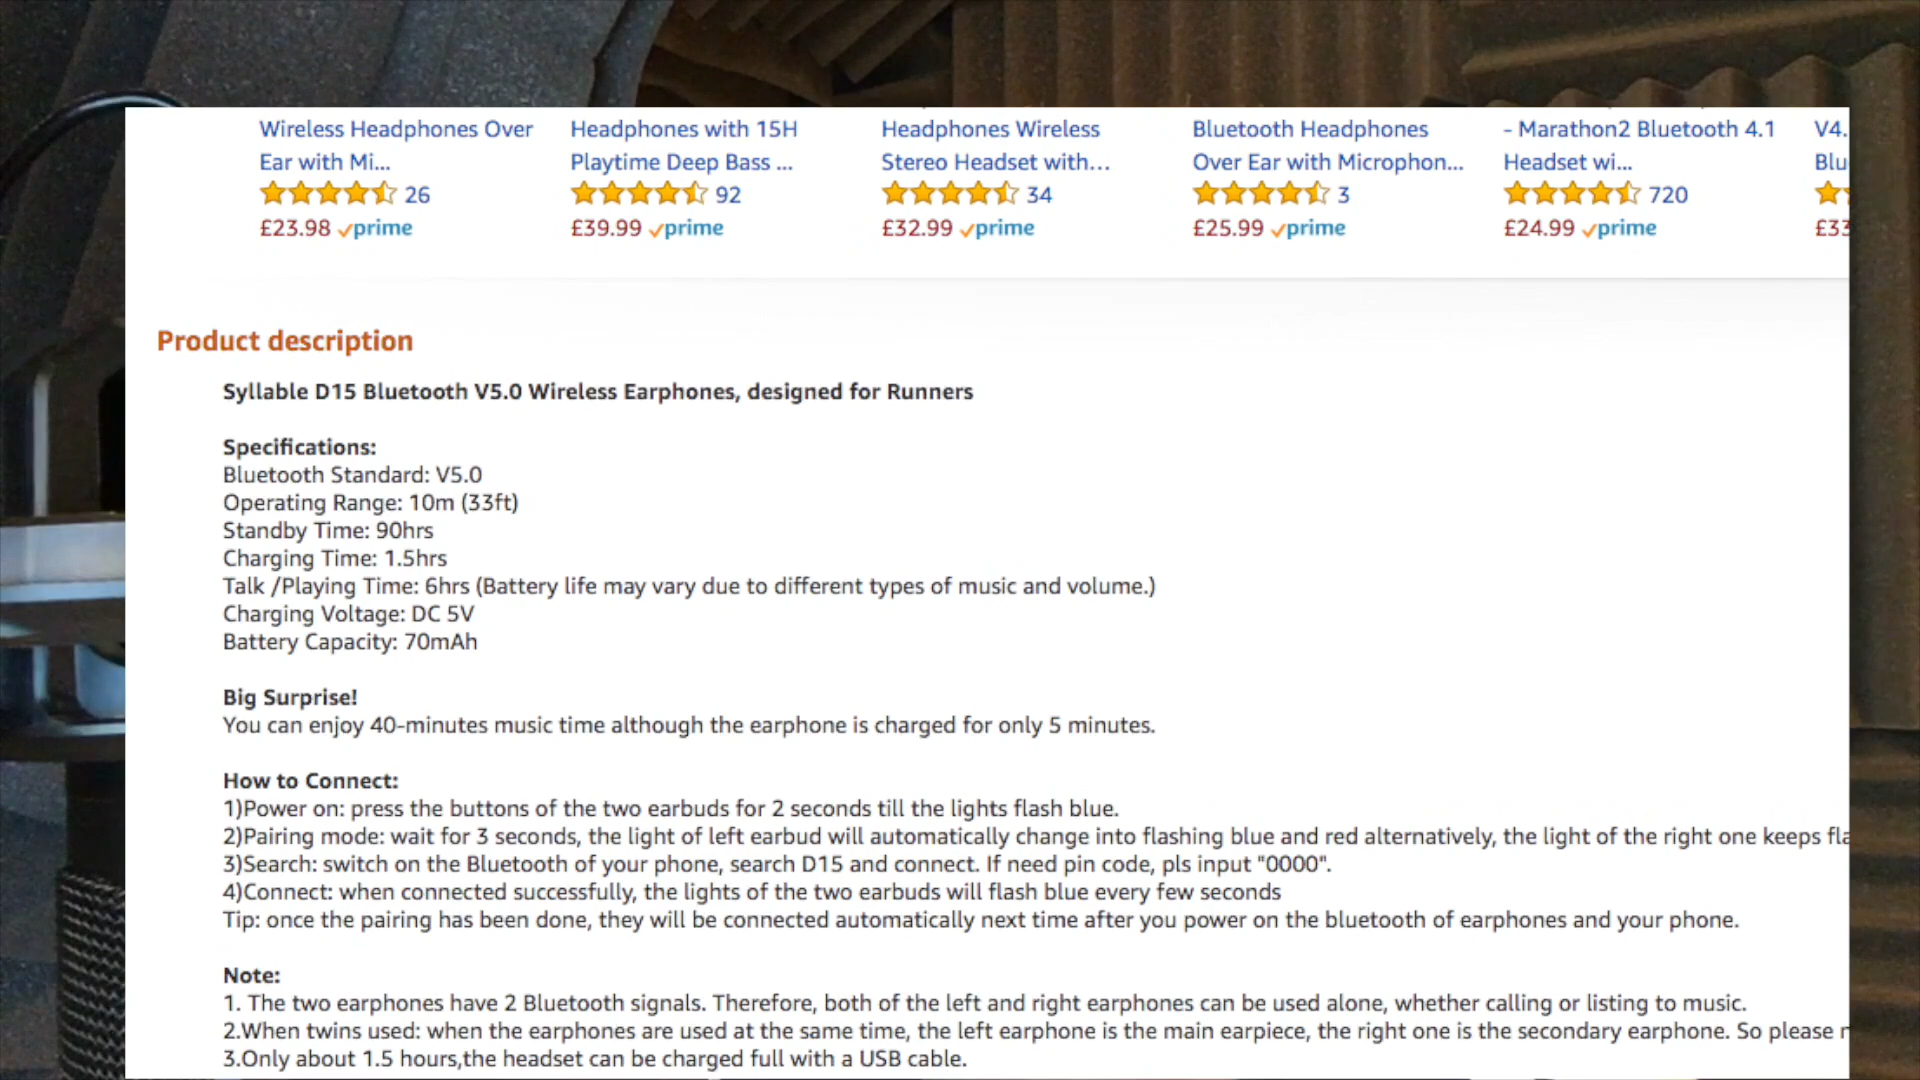 Wireless Headphones Over
Ear with Mi...
★★★★☆ 26
£23.98 prime
Headphones with 15H
Playtime Deep Bass ...
92
£39.99 prime
Headphones Wireless
Stereo Headset with...
34
£32.99 prime
Bluetooth Headphones
Over Ear with Microphon...
3
£25.99 prime
- Marathon2 Bluetooth 4.1
Headset wi...
720
£24.99 prime
V4.
Blu
£33
Product description
Syllable D15 Bluetooth V5.0 Wireless Earphones, designed for Runners
Specifications:
Bluetooth Standard: V5.0
Operating Range: 10m (33ft)
Standby Time: 90hrs
Charging Time: 1.5hrs
Talk /Playing Time: 6hrs (Battery life may vary due to different types of music and volume.)
Charging Voltage: DC 5V
Battery Capacity: 70mAh
Big Surprise!
You can enjoy 40-minutes music time although the earphone is charged for only 5 minutes.
How to Connect:
1)Power on: press the buttons of the two earbuds for 2 seconds till the lights flash blue.
2)Pairing mode: wait for 3 seconds, the light of left earbud will automatically change into flashing blue and red alternatively, the light of the right one keeps fla
3)Search: switch on the Bluetooth of your phone, search D15 and connect. If need pin code, pls input "0000".
4)Connect: when connected successfully, the lights of the two earbuds will flash blue every few seconds
Tip: once the pairing has been done, they will be connected automatically next time after you power on the bluetooth of earphones and your phone.
Note:
1. The two earphones have 2 Bluetooth signals. Therefore, both of the left and right earphones can be used alone, whether calling or listing to music.
2.When twins used: when the earphones are used at the same time, the left earphone is the main earpiece, the right one is the secondary earphone. So please
3.Only about 1.5 hours,the headset can be charged full with a USB cable.